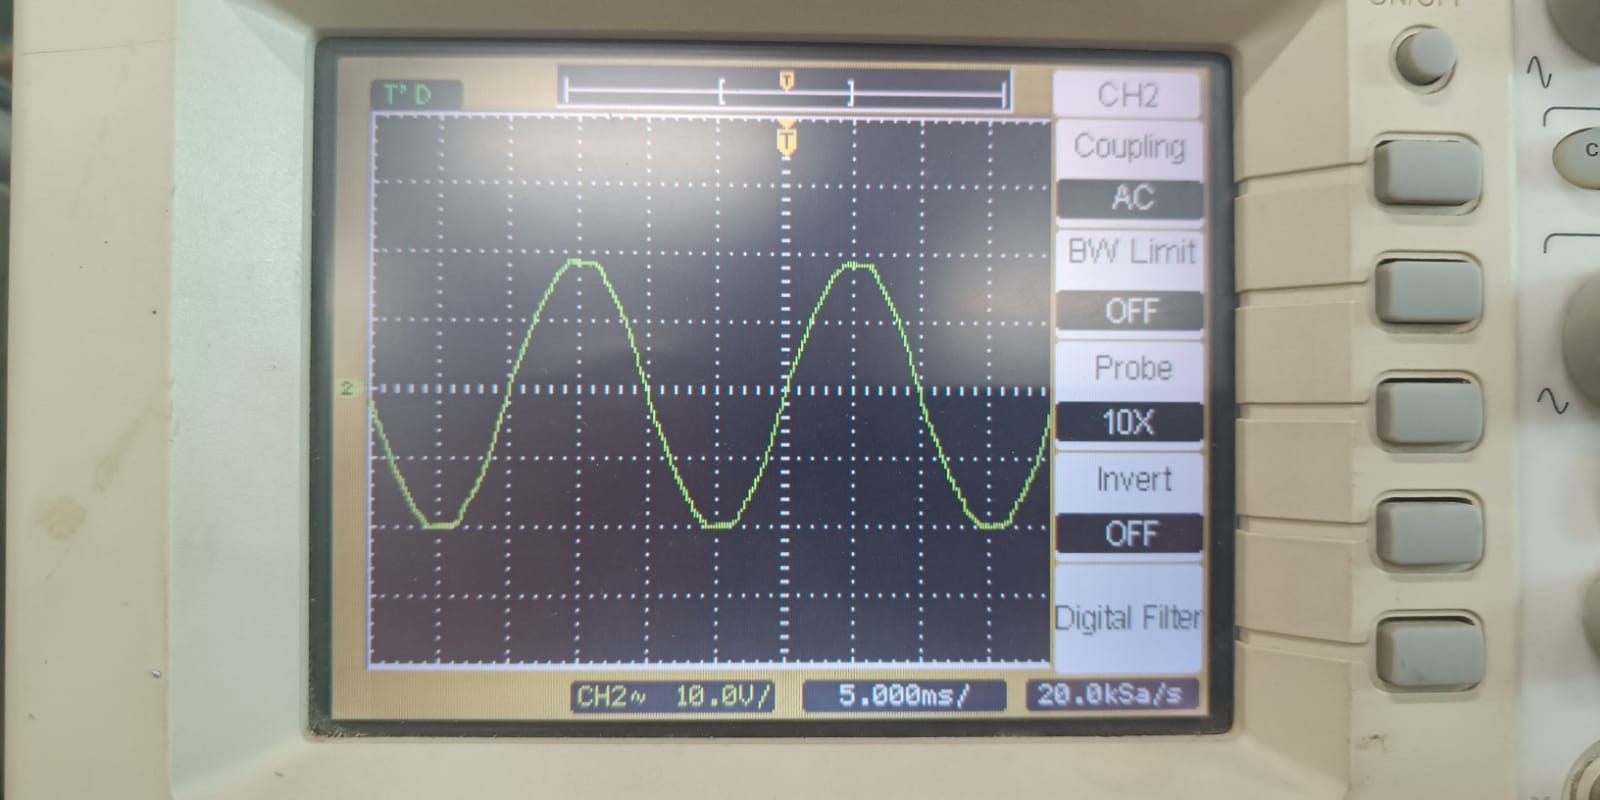 T'D
T
CH2
T
Coupling
AC
BW Limit
OFF
Probe
10X
2
Invert
OFF
Digital Filter
CH2~ 10.0V/ 5.000ms/ 20.0kSa/s